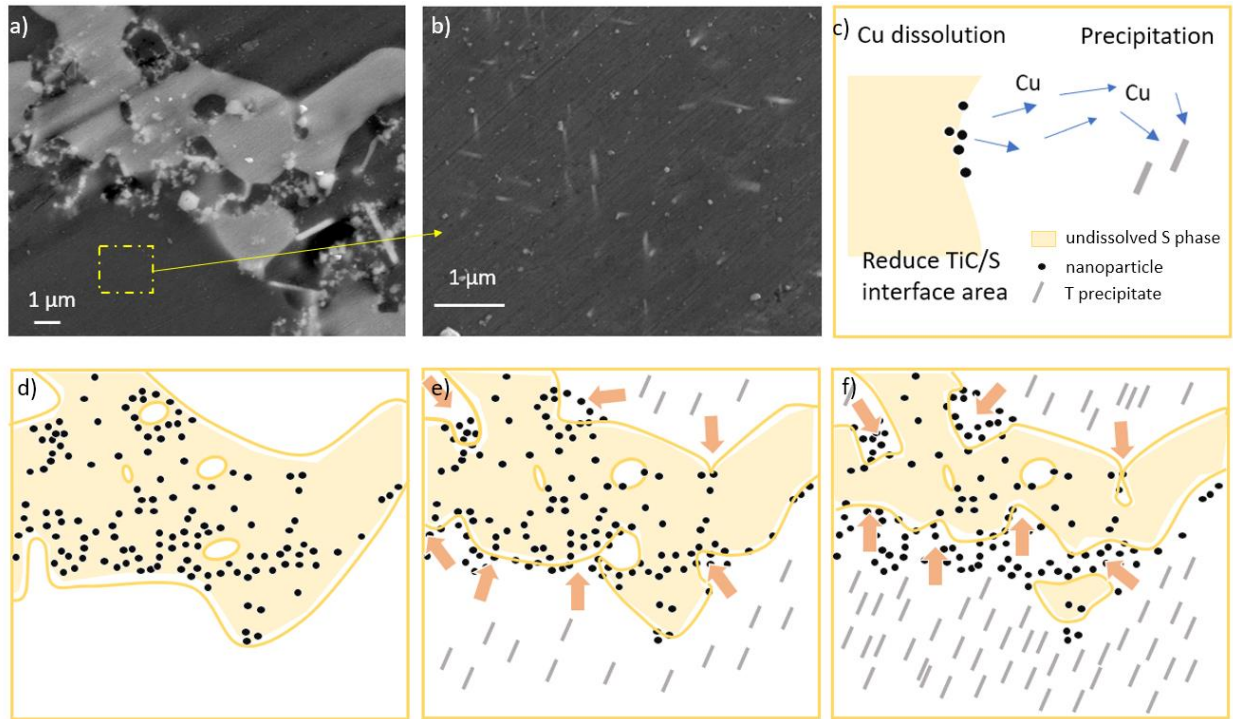 a)
1 μm
b)
1 μm
c)
Cu dissolution
Precipitation
Cu
Cu
Reduce TiC/S
interface area
undissolved S phase
nanoparticle
T precipitate
d)
e)
f)